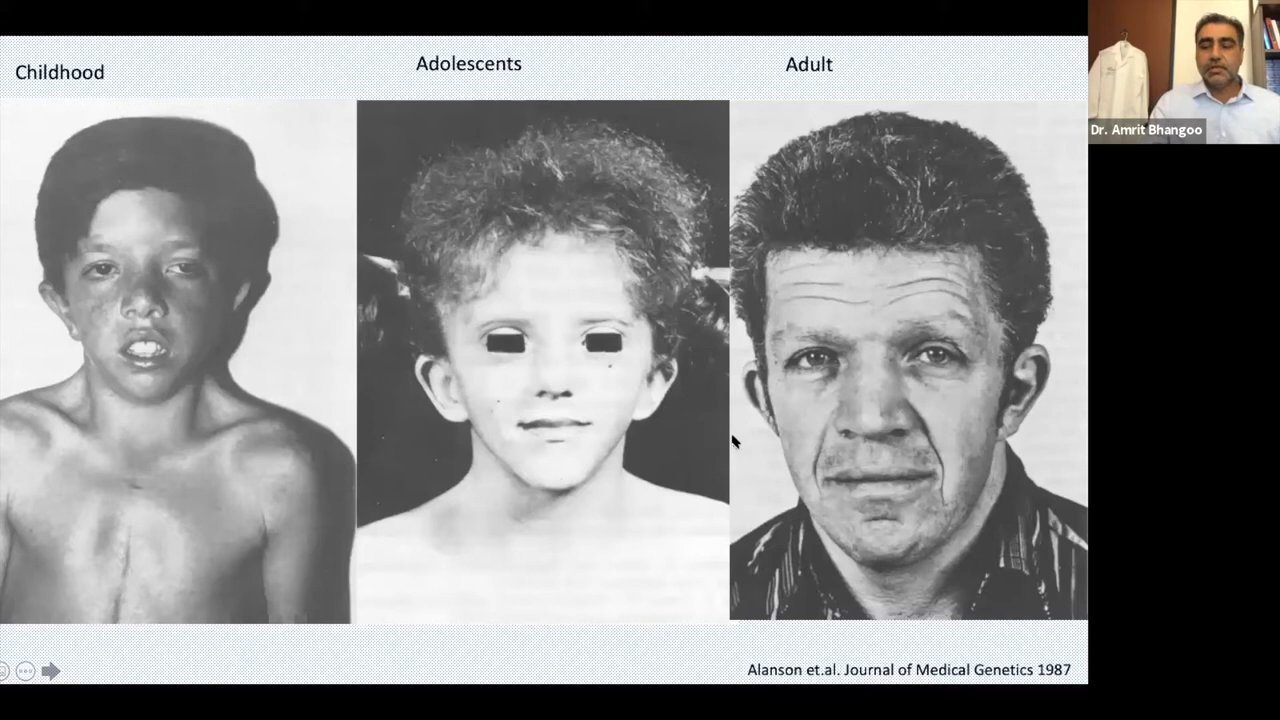 Childhood
Adolescents
Adult
Dr. Amrit Bhangoo
Alanson et.al. Journal of Medical Genetics 1987